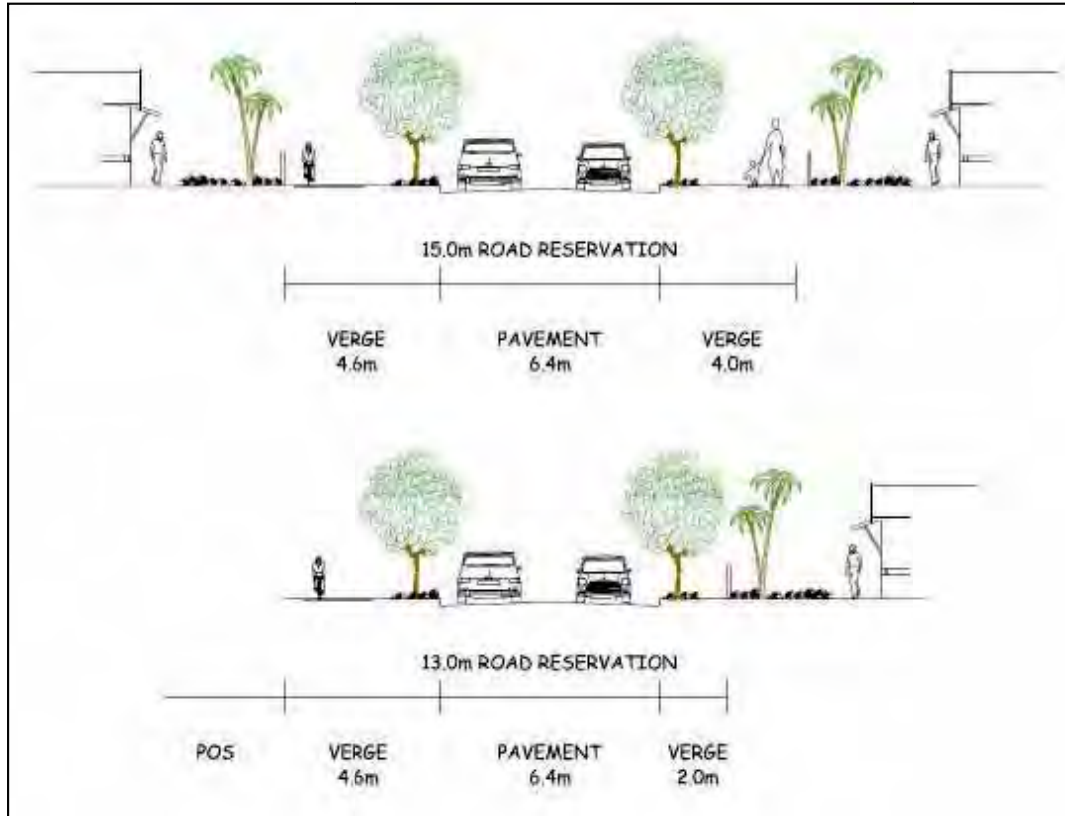 15.0m ROAD RESERVATION
VERGE PAVEMENT VERGE
4.6m 6.4m 4.0m
13.0m ROAD RESERVATION
POS VERGE PAVEMENT VERGE
4.6m 6.4m 2.0m